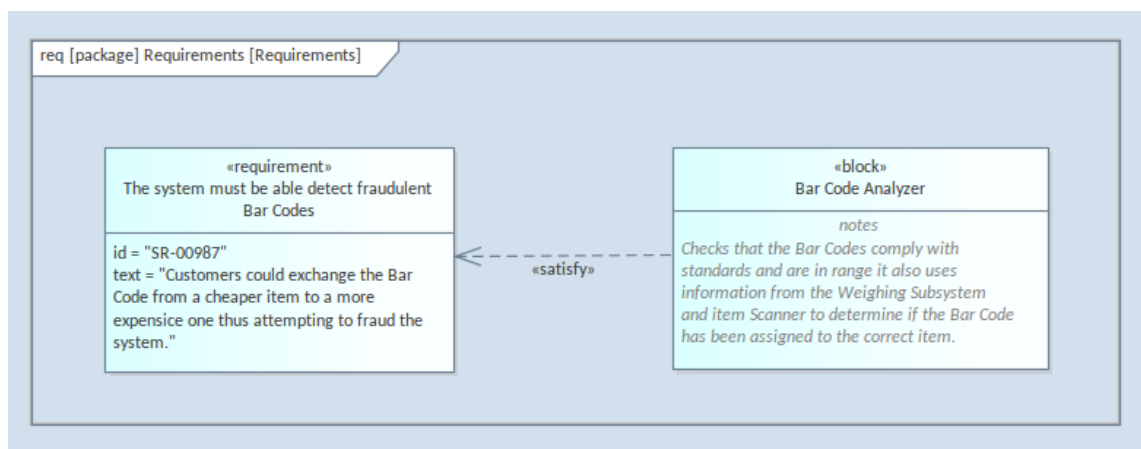 req [package] Requirements [Requirements]
«requirement»
The system must be able detect fraudulent
Bar Codes
id = "SR-00987"
text = "Customers could exchange the Bar
Code from a cheaper item to a more
expensice one thus attempting to fraud the
system."
«satisfy»
«block»
Bar Code Analyzer
notes
Checks that the Bar Codes comply with
standards and are in range it also uses
information from the Weighing Subsystem
and item Scanner to determine if the Bar Code
has been assigned to the correct item.